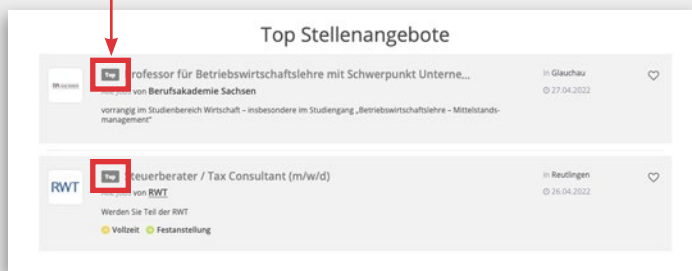 Top Stellenangebote
Top rofessor für Betriebswirtschaftslehre mit Schwerpunkt Unterne...
in Glauchau
von Berufsakademie Sachsen
27.04.2022
vorrangig im Studienbereich Wirtschaft – insbesondere im Studiengang „Betriebswirtschaftslehre – Mittelstands-
management"
RWT
Top teuerberater / Tax Consultant (m/w/d)
in Reutlingen
von RWT
26.04.2022
Werden Sie Teil der RWT
Vollzeit Festanstellung